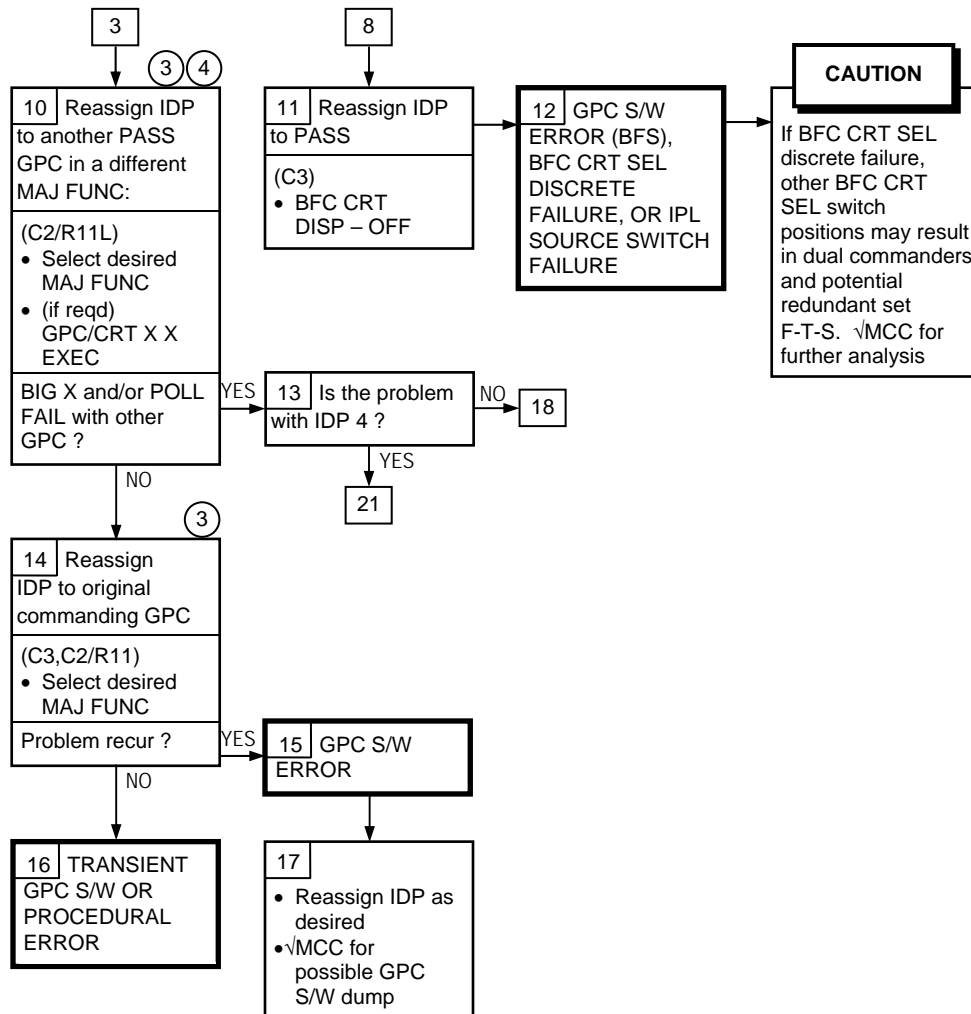 3
3 4
10 Reassign IDP
to another PASS
GPC in a different
MAJ FUNC:
(C2/R11L)
• Select desired
MAJ FUNC
• (if reqd)
GPC/CRT X X
EXEC
BIG X and/or POLL
FAIL with other
GPC ?
YES
NO
8
11 Reassign IDP
to PASS
(C3)
• BFC CRT
DISP – OFF
12 GPC S/W
ERROR (BFS),
BFC CRT SEL
DISCRETE
FAILURE, OR IPL
SOURCE SWITCH
FAILURE
CAUTION
If BFC CRT SEL
discrete failure,
other BFC CRT
SEL switch
positions may result
in dual commanders
and potential
redundant set
F-T-S. √MCC for
further analysis
13 Is the problem
with IDP 4 ?
NO
18
YES
21
3
14 Reassign
IDP to original
commanding GPC
(C3,C2/R11)
• Select desired
MAJ FUNC
Problem recur ?
YES
NO
15 GPC S/W
ERROR
16 TRANSIENT
GPC S/W OR
PROCEDURAL
ERROR
17
• Reassign IDP as
desired
•√MCC for
possible GPC
S/W dump